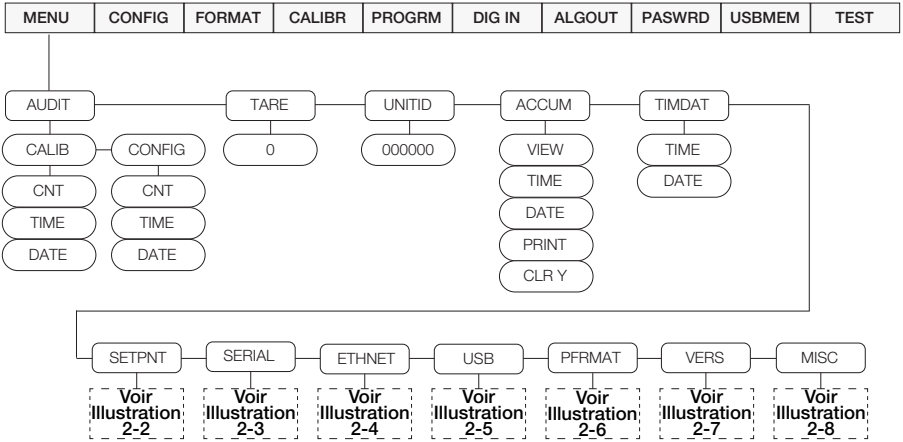 MENU CONFIG FORMAT CALIBR PROGRM DIG IN ALGOUT PASWRD USBMEM TEST
AUDIT TARE UNITID ACCUM TIMDAT
CALIB CONFIG 0 000000 VIEW TIME
CNT CNT TIME DATE
TIME TIME DATE
DATE DATE PRINT
CLR Y
SETPNT SERIAL ETHNET USB PFRMAT VERS MISC
Voir Voir Voir Voir Voir Voir Voir
Illustration Illustration Illustration Illustration Illustration Illustration Illustration
2-2 2-3 2-4 2-5 2-6 2-7 2-8